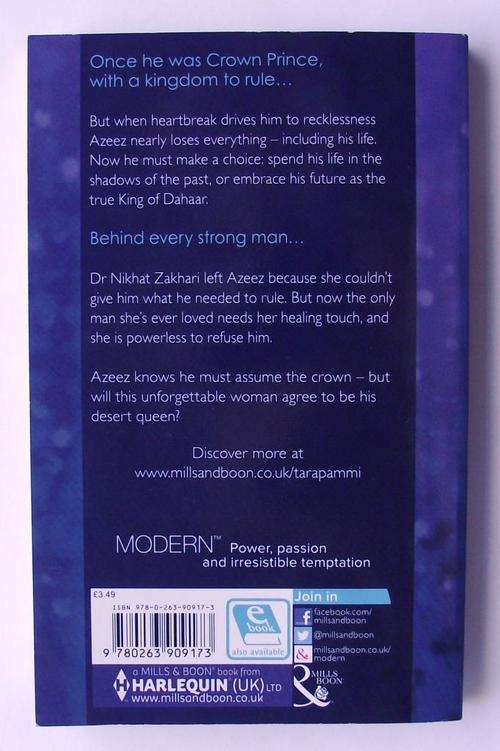 Once he was Crown Prince,
with a kingdom to rule...
But when heartbreak drives him to recklessness
Azeez nearly loses everything – including his life.
Now he must make a choice: spend his life in the
shadows of the past, or embrace his future as the
true King of Dahaar.
Behind every strong man...
Dr Nikhat Zakhari left Azeez because she couldn't
give him what he needed to rule. But now the only
man she's ever loved needs her healing touch, and
she is powerless to refuse him.
Azeez knows he must assume the crown – but
will this unforgettable woman agree to be his
desert queen?
Discover more at
www.millsandboon.co.uk/tarapammi
MODERN™ Power, passion
and irresistible temptation
£3.49
ISBN 978-0-263-90917-3
9 780263 909173
e
book
also available
Join in
facebook.com/
millsandboon
@millsandboon
millsandboon.co.uk/
modern
a MILLS & BOON® book from
HARLEQUIN (UK) LTD
www.millsandboon.co.uk
MILLS
&
BOON